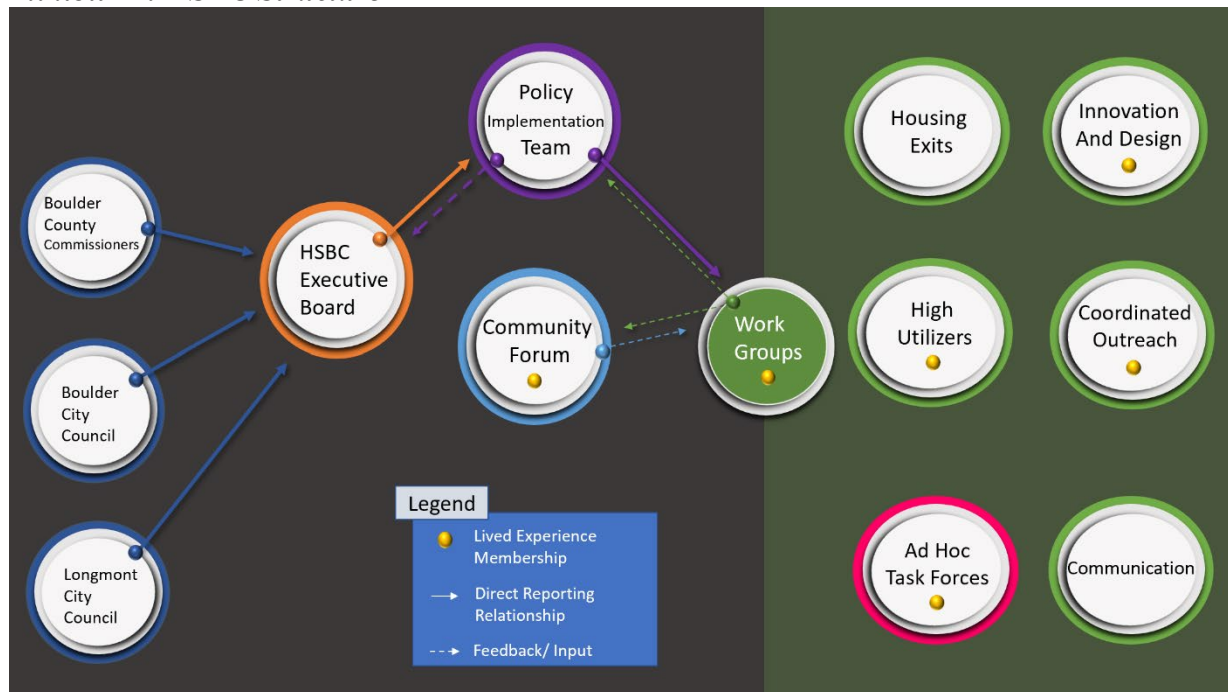 Boulder
County
Commissioners
Boulder
City
Council
Longmont
City
Council
HSBC
Executive
Board
Policy
Implementation
Team
Community
Forum
Work
Groups
Housing
Exits
Innovation
And Design
High
Utilizers
Coordinated
Outreach
Ad Hoc
Task Forces
Communication
Legend
Lived Experience
Membership
Direct Reporting
Relationship
Feedback/ Input